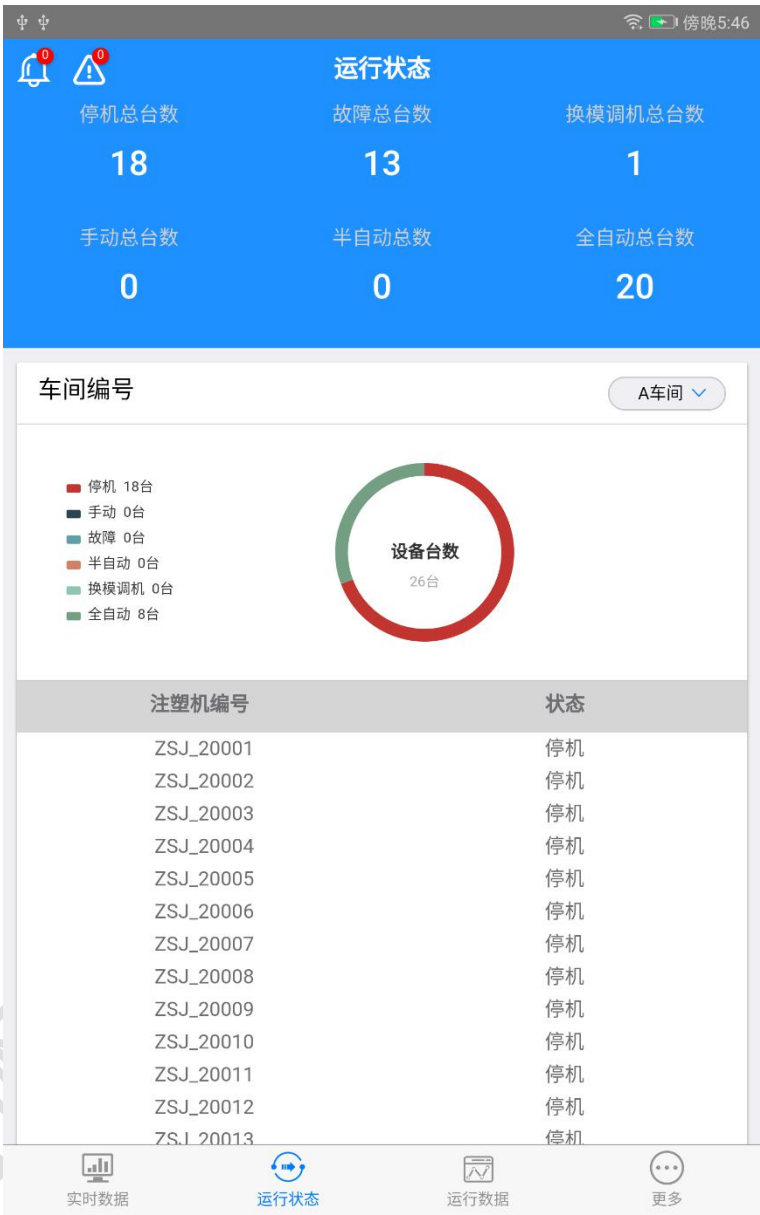 傍晚5:46
0 0 运行状态
停机总台数 故障总台数 换模调机总台数
18 13 1
手动总台数 半自动总数 全自动总台数
0 0 20
车间编号 A车间
停机 18台
手动 0台
故障 0台
半自动 0台
换模调机 0台
全自动 8台
设备台数
26台
注塑机编号 状态
ZSJ_20001 停机
ZSJ_20002 停机
ZSJ_20003 停机
ZSJ_20004 停机
ZSJ_20005 停机
ZSJ_20006 停机
ZSJ_20007 停机
ZSJ_20008 停机
ZSJ_20009 停机
ZSJ_20010 停机
ZSJ_20011 停机
ZSJ_20012 停机
ZSJ_20013 停机
实时数据 运行状态 运行数据 更多